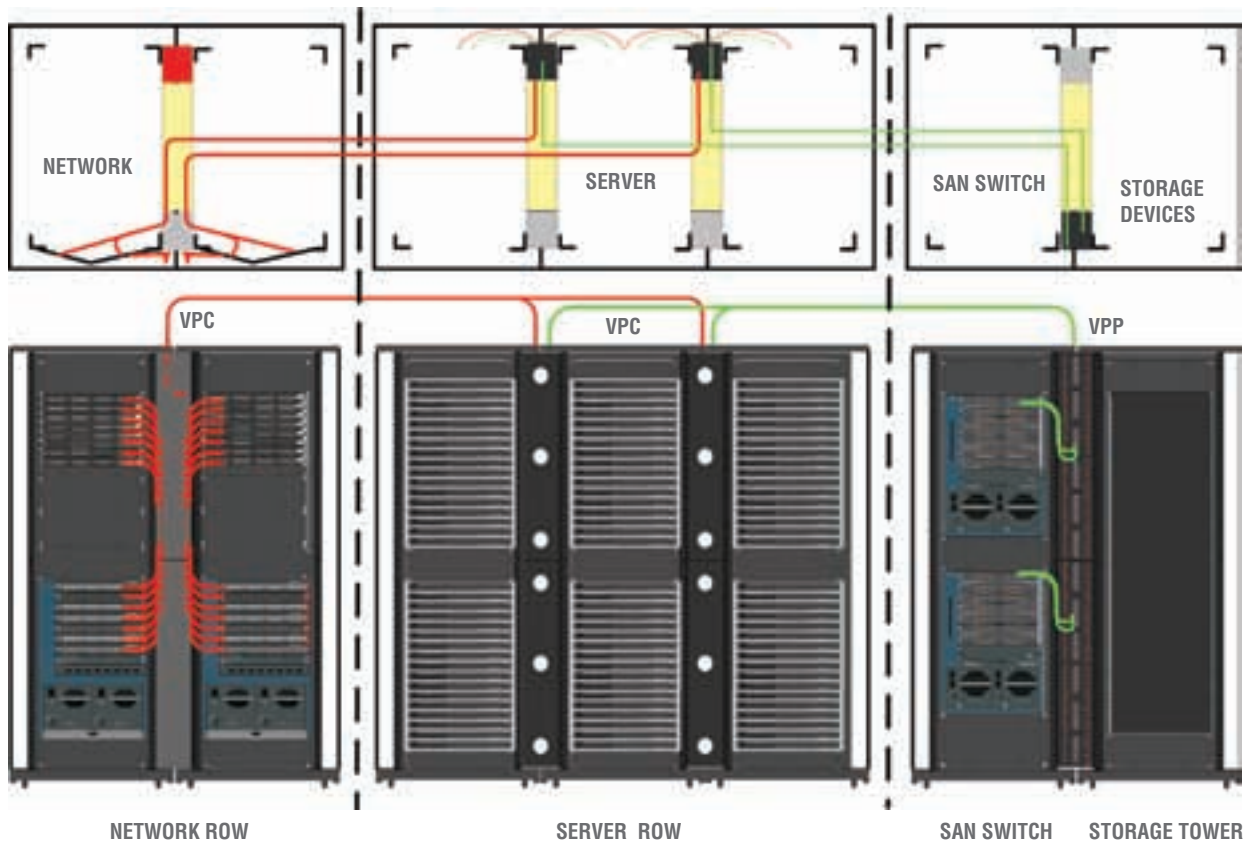 NETWORK
SERVER
SAN SWITCH
STORAGE
DEVICES
VPC
VPC
VPP
NETWORK ROW
SERVER ROW
SAN SWITCH
STORAGE TOWER